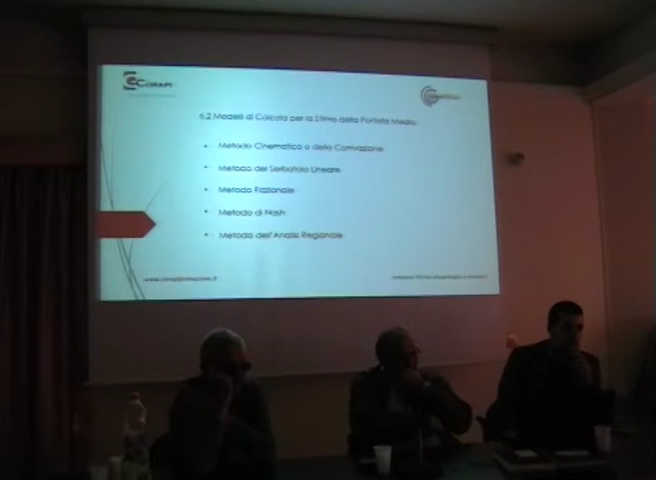 CORAPI
6.2 Modelli di Calcolo per la Stima della Portata Media
• Metodo Cinematico o della Corrivazione
• Metodo del Serbatoio Lineare
• Metodo Razionale
• Metodo di Nash
• Metodo dell'Analisi Regionale